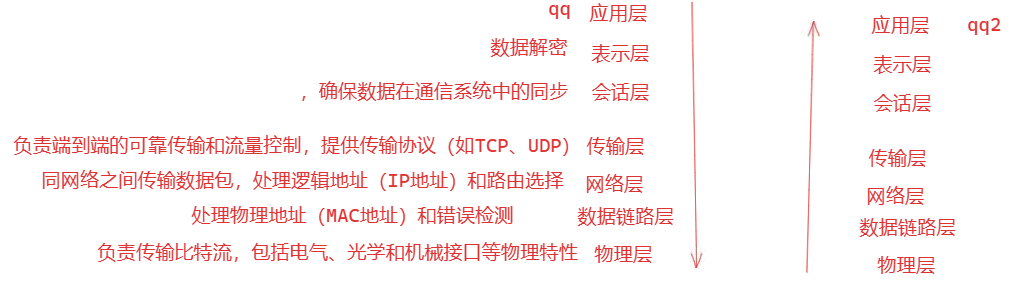 qq 应用层
数据解密 表示层
，确保数据在通信系统中的同步 会话层
负责端到端的可靠传输和流量控制，提供传输协议（如TCP、UDP） 传输层
同网络之间传输数据包，处理逻辑地址（IP地址）和路由选择 网络层
处理物理地址（MAC地址）和错误检测 数据链路层
负责传输比特流，包括电气、光学和机械接口等物理特性 物理层
应用层 qq2
表示层
会话层
传输层
网络层
数据链路层
物理层